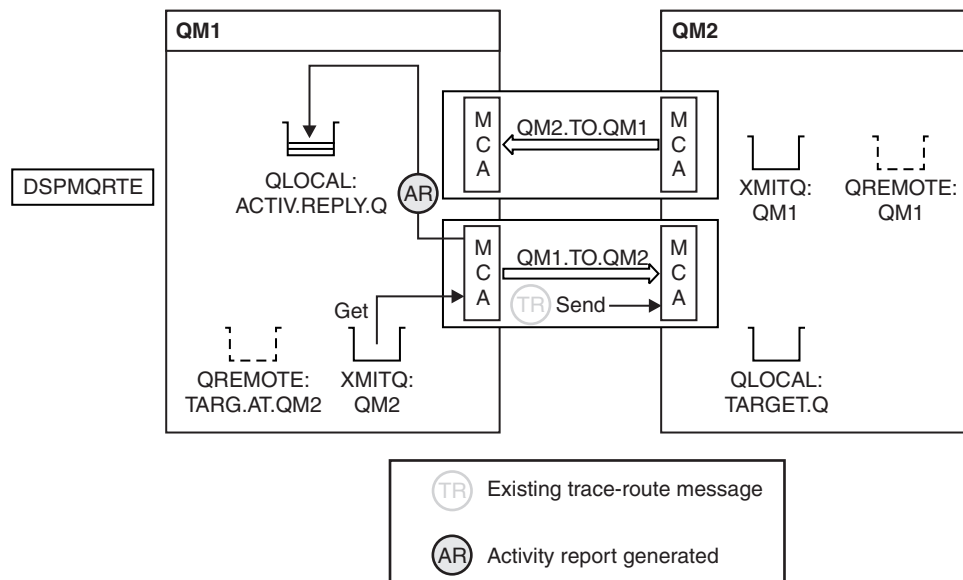 QM1
QM2
DSPMQRTE
QLOCAL:
ACTIV.REPLY.Q
AR
M
C
A
QM2.TO.QM1
M
C
A
XMITQ:
QM1
QREMOTE:
QM1
M
C
A
QM1.TO.QM2
TR
Send
M
C
A
Get
QREMOTE:
TARG.AT.QM2
XMITQ:
QM2
QLOCAL:
TARGET.Q
TR Existing trace-route message
AR Activity report generated